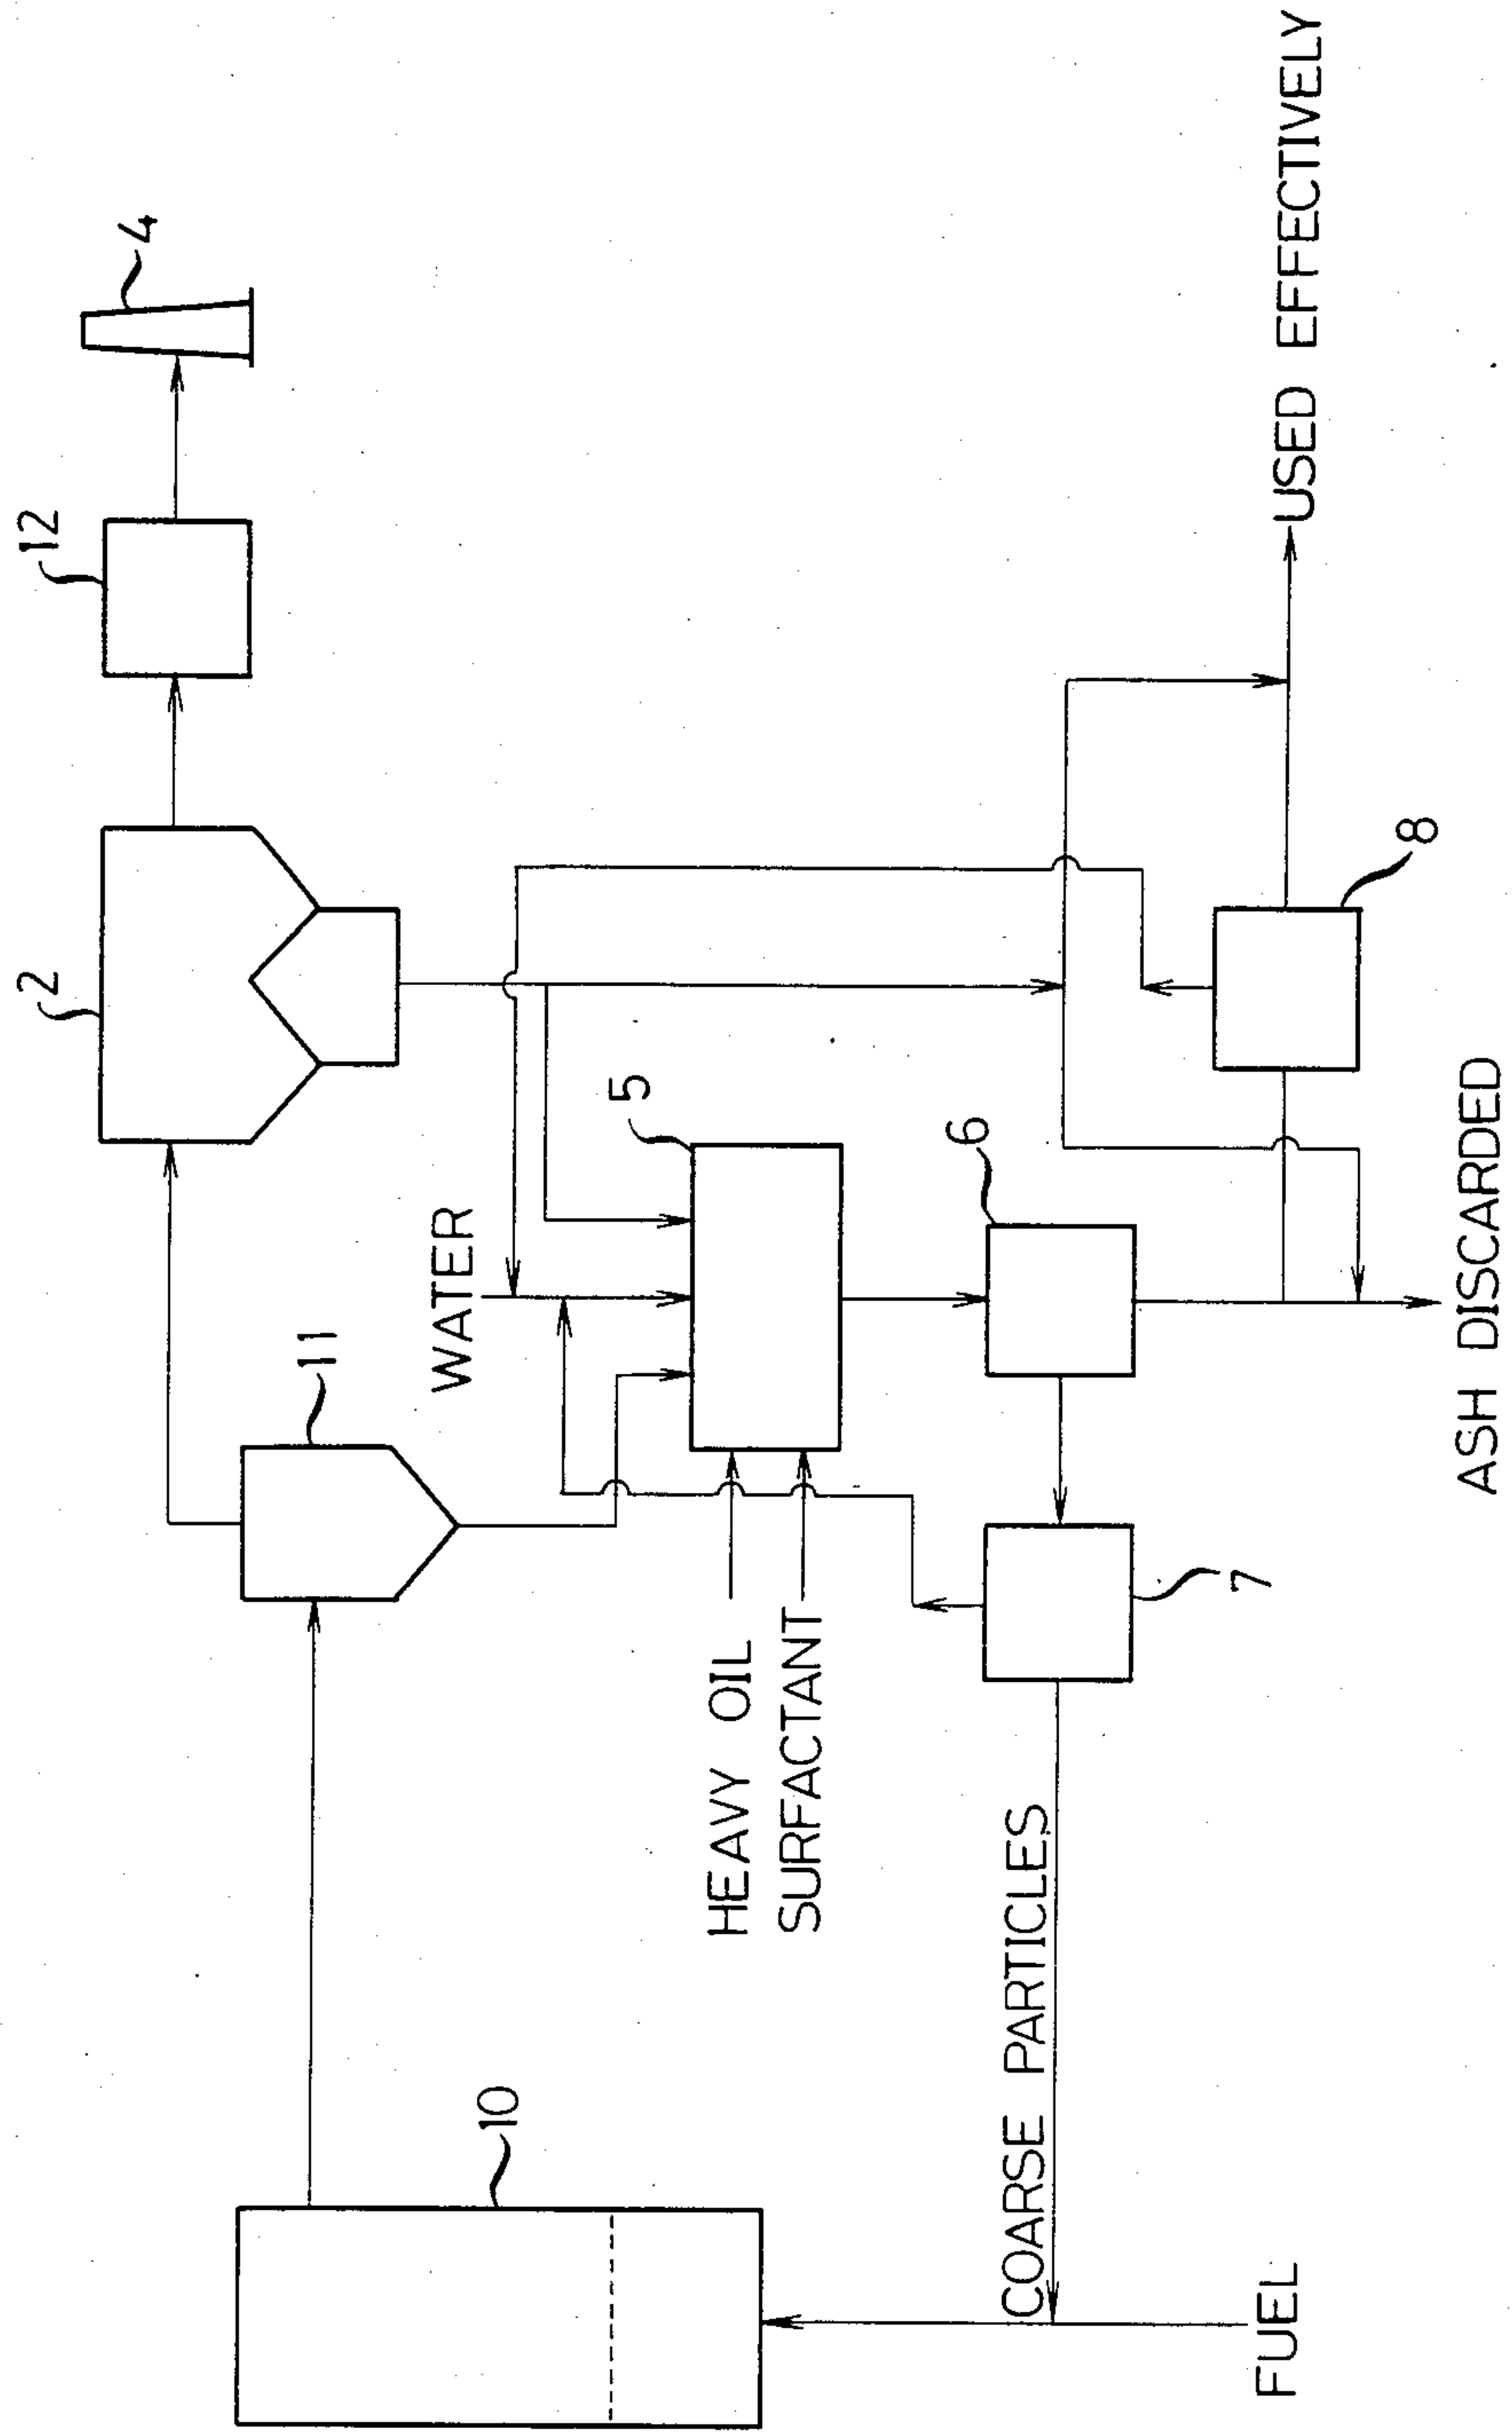 4
12
2
11
10
WATER
5
HEAVY OIL
SURFACTANT
6
7
8
COARSE PARTICLES
FUEL
USED EFFECTIVELY
ASH DISCARDED